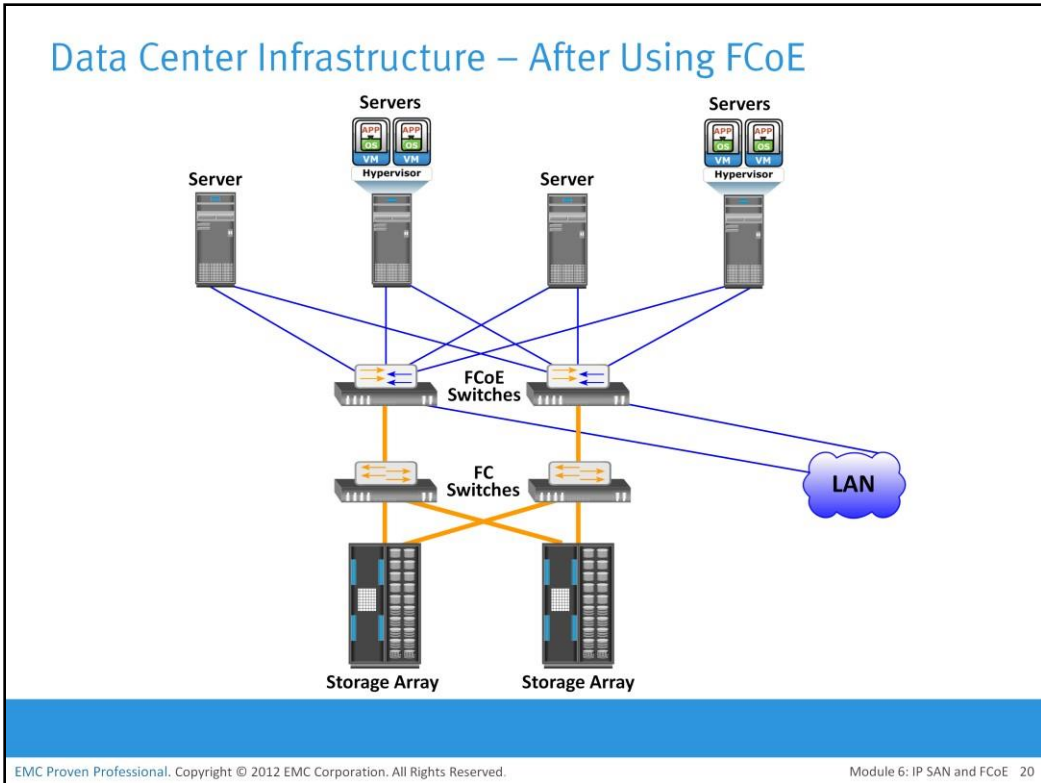 Data Center Infrastructure – After Using FCoE
Servers
Servers
APP
APP
OS
OS
VM
VM
Hypervisor
APP
APP
OS
OS
VM
VM
Hypervisor
Server
Server
FCoE
Switches
FC
Switches
LAN
Storage Array
Storage Array
EMC Proven Professional. Copyright © 2012 EMC Corporation. All Rights Reserved.
Module 6: IP SAN and FCoE 20